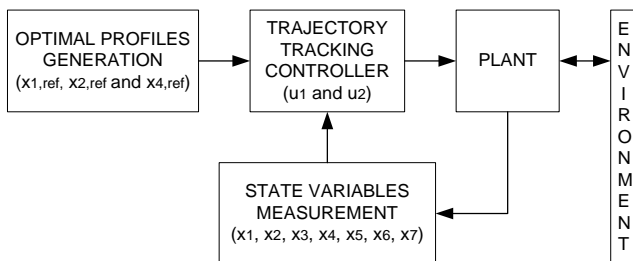 OPTIMAL PROFILES
GENERATION
(x1,ref, x2,ref and x4,ref)
TRAJECTORY
TRACKING
CONTROLLER
(u1 and u2)
PLANT
E
N
V
I
R
O
N
M
E
N
T
STATE VARIABLES
MEASUREMENT
(x1, x2, x3, x4, x5, x6, x7)